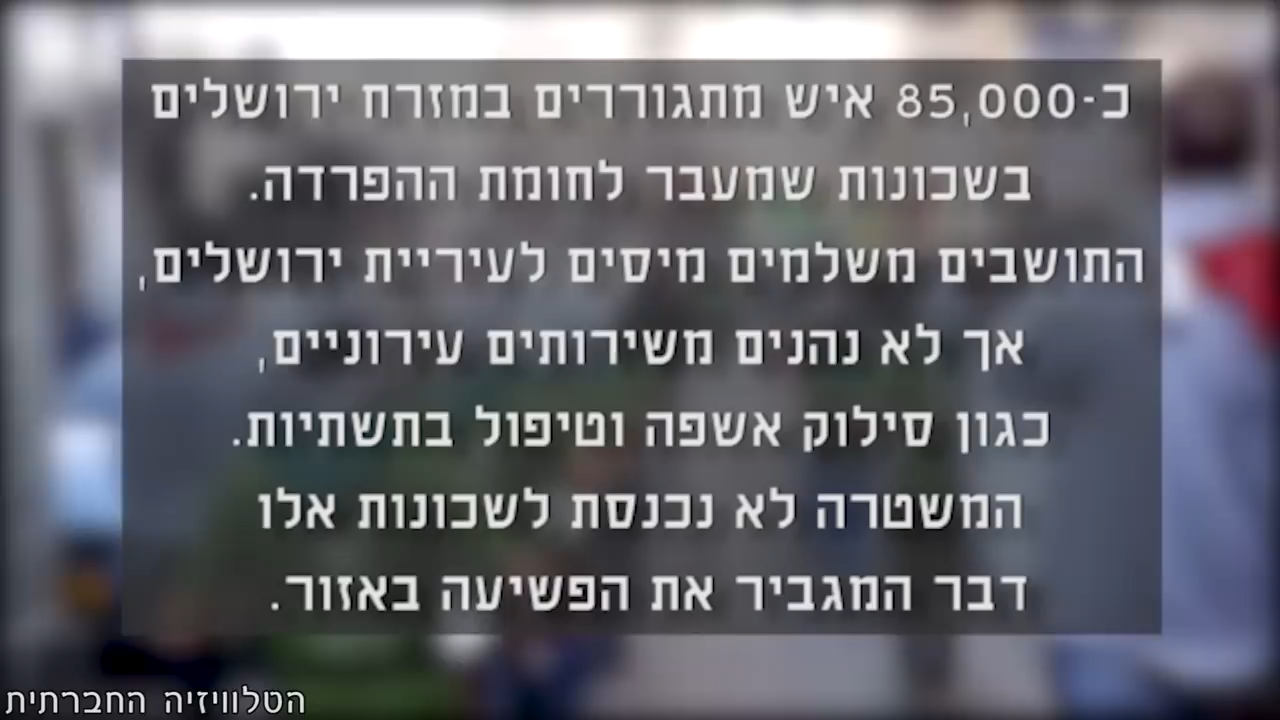 כ-85,000 איש מתגוררים במזרח ירושלים
בשכונות שמעבר לחומת ההפרדה.
התושבים משלמים מיסים לעיריית ירושלים,
אך לא נהנים משירותים עירוניים,
כגון סילוק אשפה וטיפול בתשתיות.
המשטרה לא נכנסת לשכונות אלו
דבר המגביר את הפשיעה באזור.
הטלוויזיה החברתית